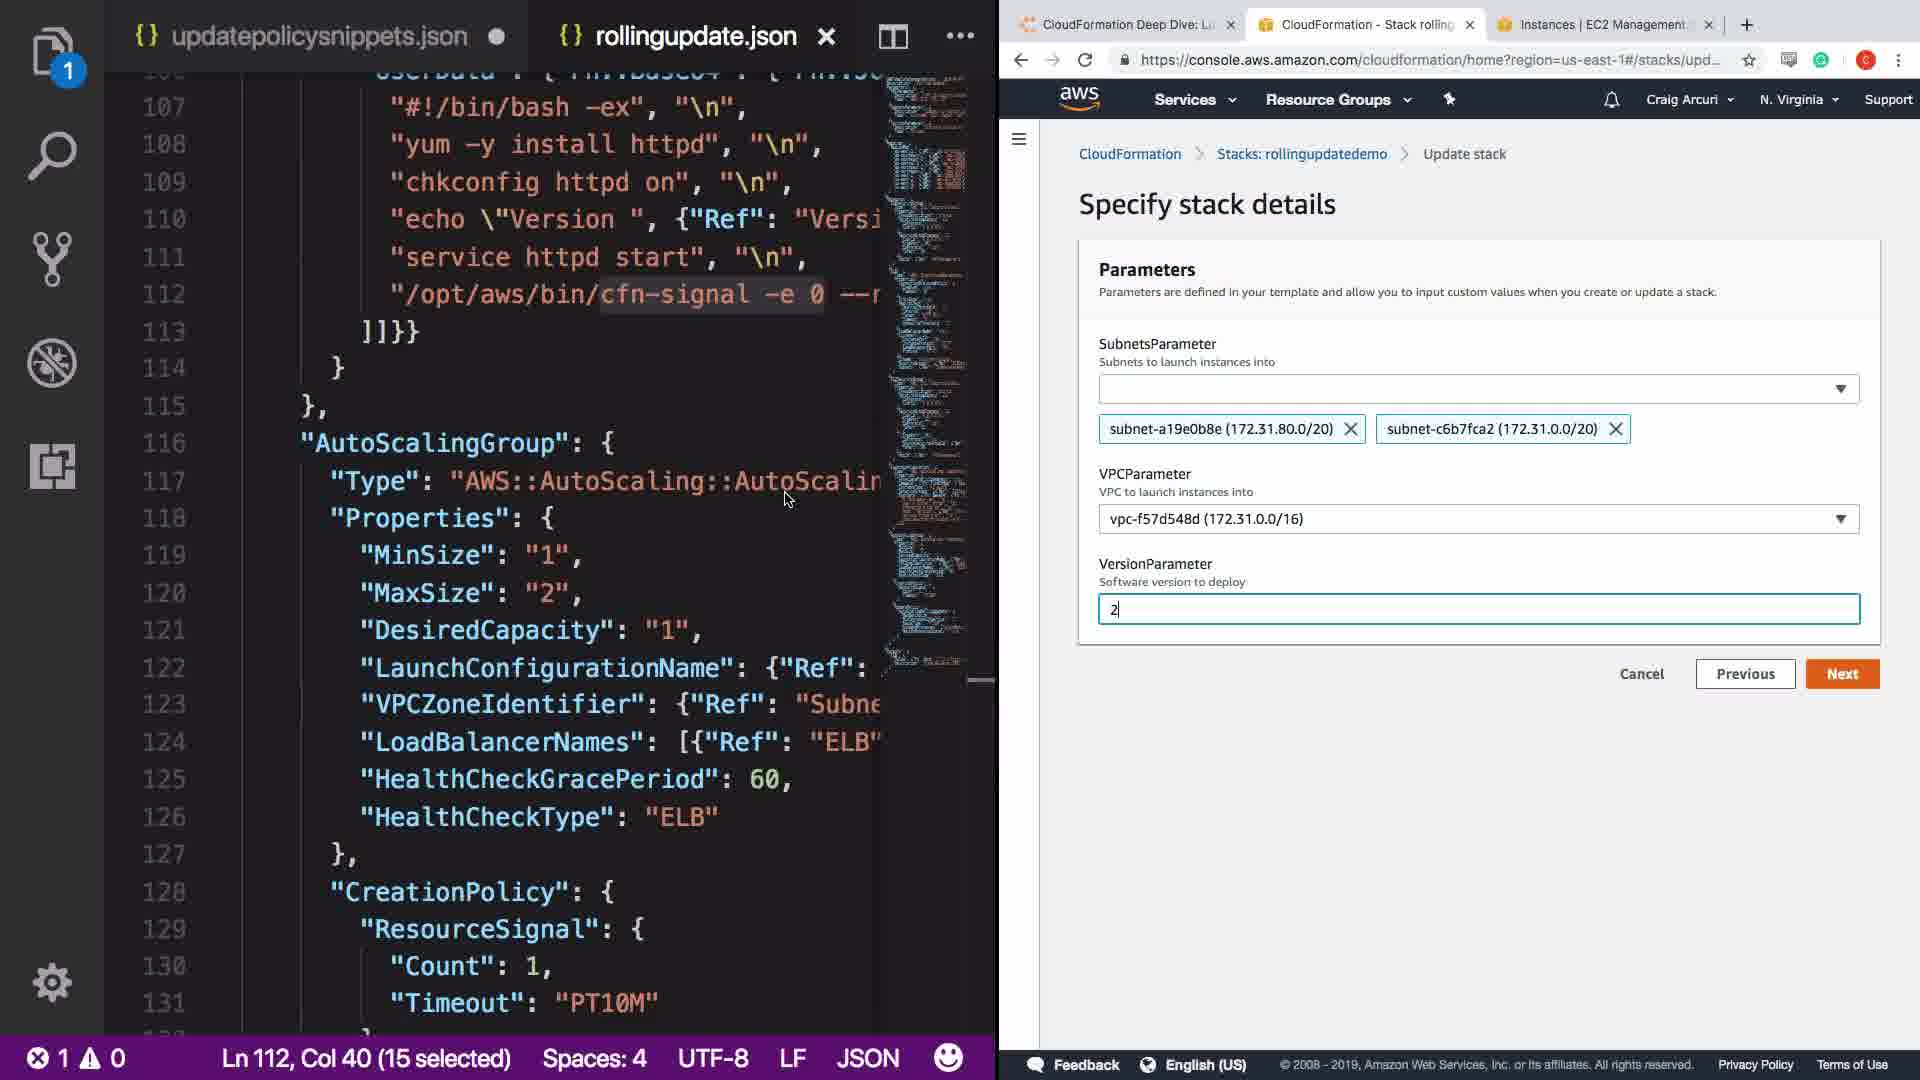 updatepolicysnippets.json
rollingupdate.json
1
107 "#!/bin/bash -ex", "\n",
108 "yum -y install httpd", "\n",
109 "chkconfig httpd on", "\n",
110 "echo \"Version ", {"Ref": "Versi
111 "service httpd start", "\n",
112 "/opt/aws/bin/cfn-signal -e 0 --r
113 ]]}}
114 }
115 },
116 "AutoScalingGroup": {
117 "Type": "AWS::AutoScaling::AutoScalin
118 "Properties": {
119 "MinSize": "1",
120 "MaxSize": "2",
121 "DesiredCapacity": "1",
122 "LaunchConfigurationName": {"Ref":
123 "VPCZoneIdentifier": {"Ref": "Subne
124 "LoadBalancerNames": [{"Ref": "ELB"
125 "HealthCheckGracePeriod": 60,
126 "HealthCheckType": "ELB"
127 },
128 "CreationPolicy": {
129 "ResourceSignal": {
130 "Count": 1,
131 "Timeout": "PT10M"
1 0 Ln 112, Col 40 (15 selected) Spaces: 4 UTF-8 LF JSON
CloudFormation Deep Dive: L
CloudFormation - Stack rolling
Instances | EC2 Management
https://console.aws.amazon.com/cloudformation/home?region=us-east-1#/stacks/upd...
C
aws Services Resource Groups Craig Arcuri N. Virginia Support
CloudFormation > Stacks: rollingupdatedemo > Update stack
Specify stack details
Parameters
Parameters are defined in your template and allow you to input custom values when you create or update a stack.
SubnetsParameter
Subnets to launch instances into
subnet-a19e0b8e (172.31.80.0/20) subnet-c6b7fca2 (172.31.0.0/20)
VPCParameter
VPC to launch instances into
vpc-f57d548d (172.31.0.0/16)
VersionParameter
Software version to deploy
2
Cancel Previous Next
Feedback English (US) © 2008 - 2019, Amazon Web Services, Inc. or its affiliates. All rights reserved. Privacy Policy Terms of Use